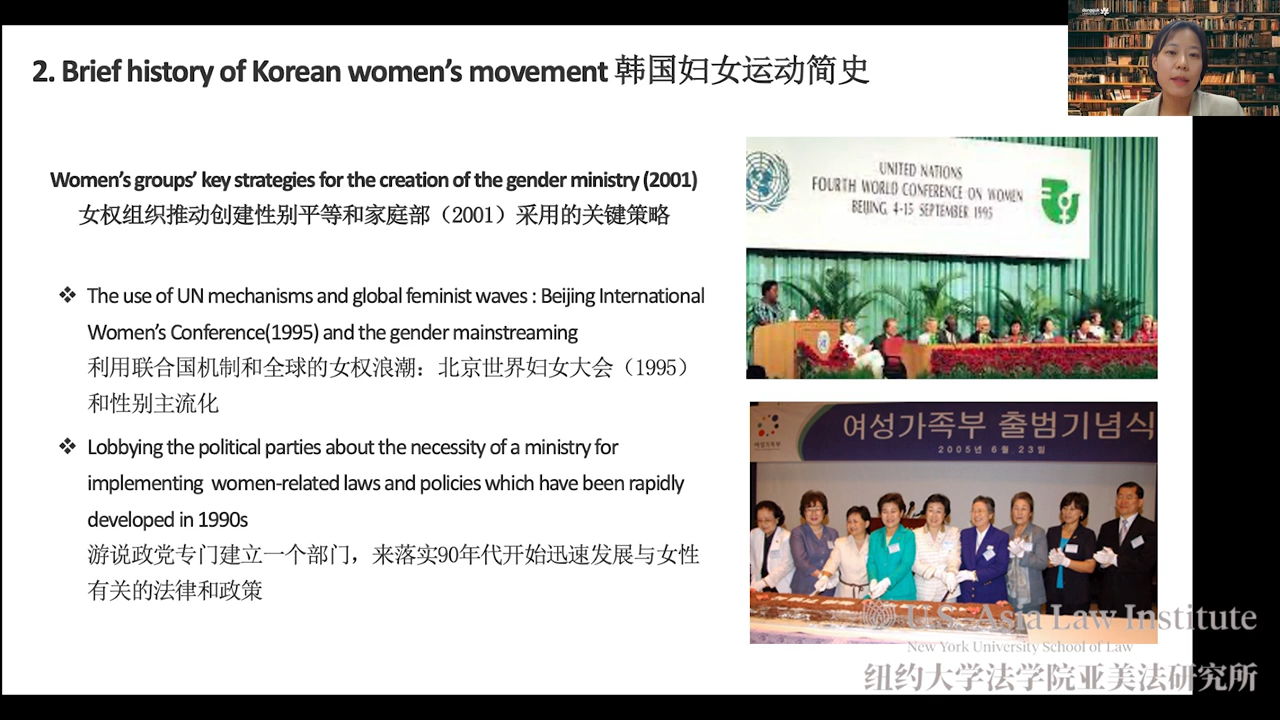 2. Brief history of Korean women's movement 韩国妇女运动简史
Women's groups' key strategies for the creation of the gender ministry (2001)
女权组织推动创建性别平等和家庭部（2001）采用的关键策略
❖ The use of UN mechanisms and global feminist waves : Beijing International
Women's Conference(1995) and the gender mainstreaming
利用联合国机制和全球的女权浪潮：北京世界妇女大会（1995）
和性别主流化
❖ Lobbying the political parties about the necessity of a ministry for
implementing women-related laws and policies which have been rapidly
developed in 1990s
游说政党专门建立一个部门，来落实90年代开始迅速发展与女性
有关的法律和政策
UNITED NATIONS
FOURTH WORLD CONFERENCE ON WOMEN
BEIJING, 4-15 SEPTEMBER 1995
여성가족부 출범기념식
2005년 6월 23일
여성가족부
U.S. Asia Law Institute
New York University School of Law
纽约大学法学院亚美法研究所